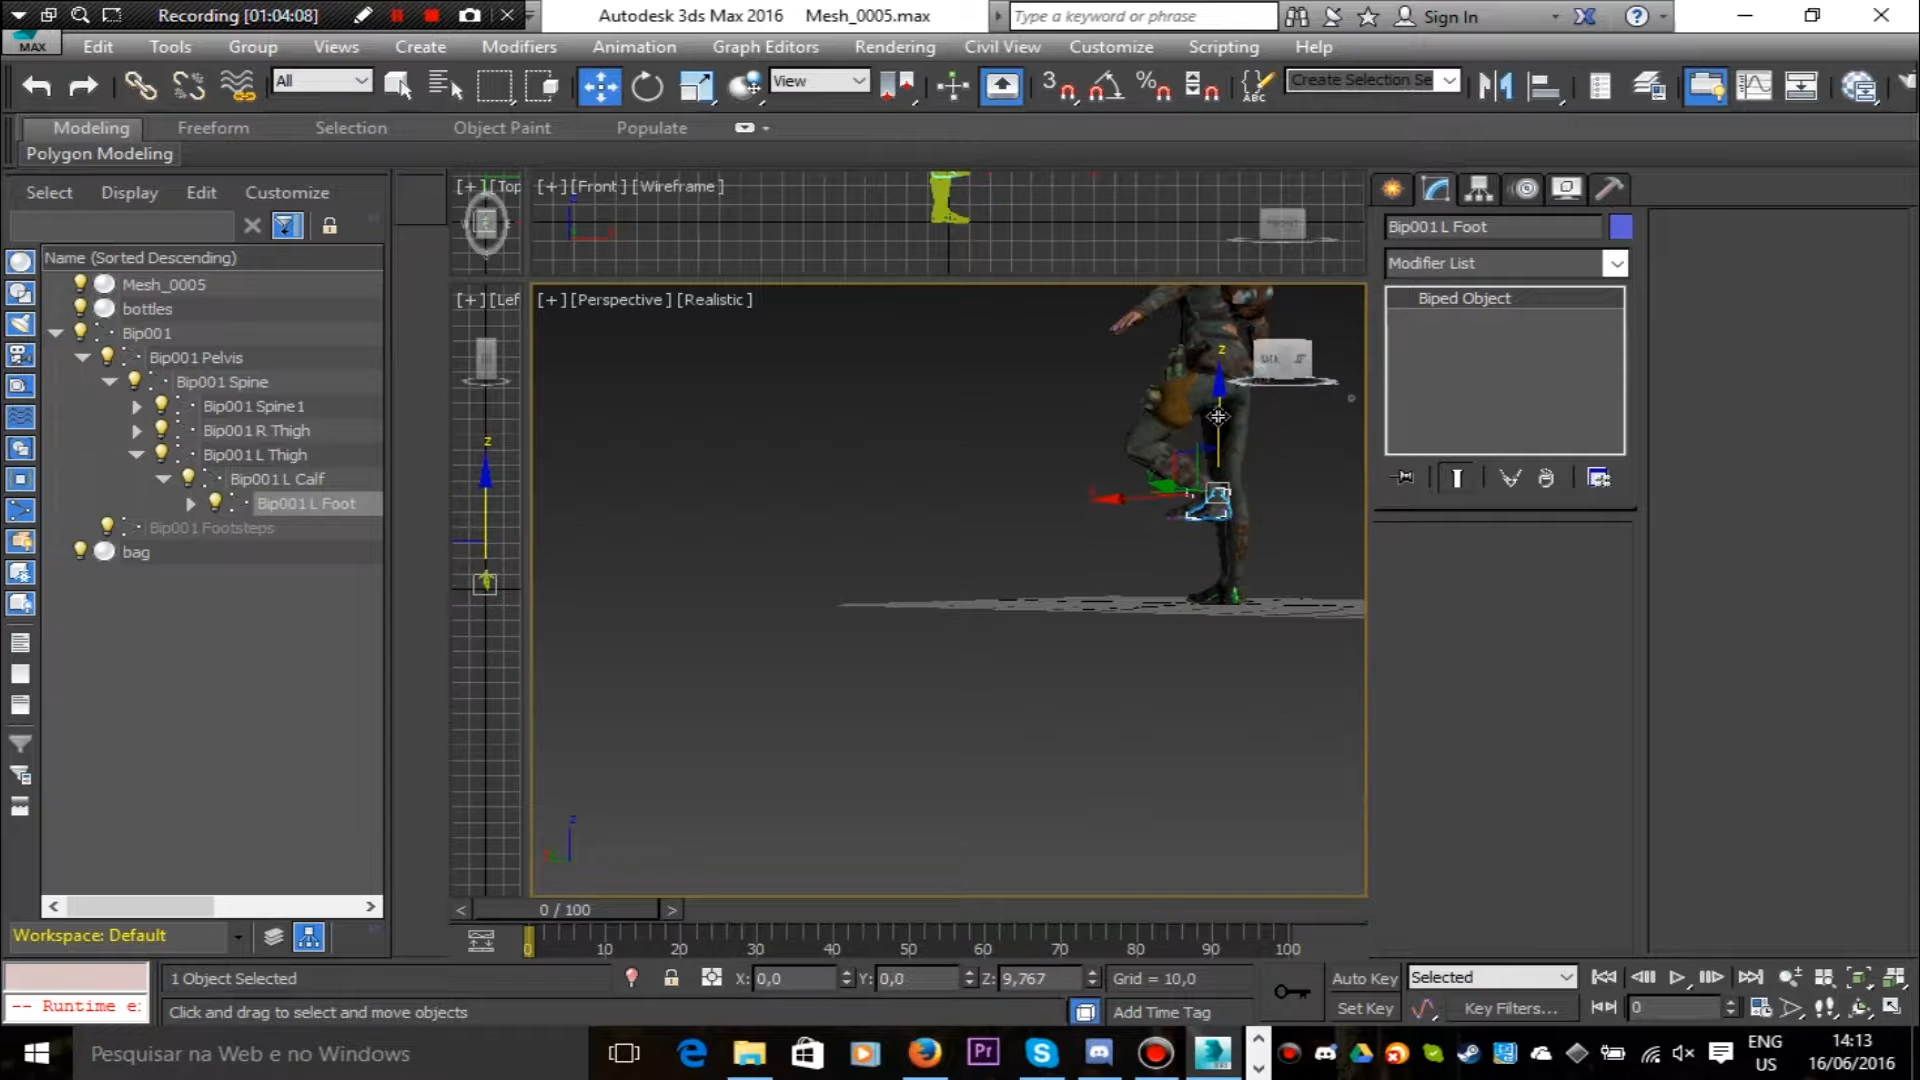 Recording [01:04:08]
Autodesk 3ds Max 2016 Mesh_0005.max
Type a keyword or phrase
Sign In
MAX
Edit Tools Group Views Create Modifiers Animation Graph Editors Rendering Civil View Customize Scripting Help
All
View
3
ABC
Create Selection Se
Modeling Freeform Selection Object Paint Populate
Polygon Modeling
Select Display Edit Customize
Name (Sorted Descending)
Mesh_0005
bottles
Bip001
Bip001 Pelvis
Bip001 Spine
Bip001 Spine1
Bip001 R Thigh
Bip001 L Thigh
Bip001 L Calf
Bip001 L Foot
Bip001 Footsteps
bag
[+][Top
[+][Front][Wireframe]
[+][Lef
[+][Perspective][Realistic]
z
z
z
Bip001 L Foot
Modifier List
Biped Object
0 / 100
0 10 20 30 40 50 60 70 80 90 100
Workspace: Default
1 Object Selected
X: 0,0 Y: 0,0 Z: 9,767 Grid = 10,0
Auto Key Selected
-- Runtime e:
Click and drag to select and move objects
Add Time Tag
Set Key Key Filters... 0
Pesquisar na Web e no Windows
Pr
ENG
US
14:13
16/06/2016